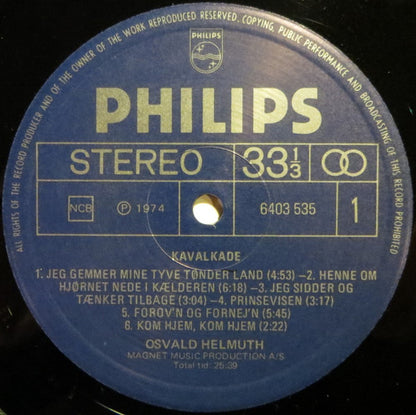 ALL RIGHTS OF THE RECORD PRODUCER AND OF THE OWNER OF THE WORK REPRODUCED RESERVED. COPYING, PUBLIC PERFORMANCE AND BROADCASTING OF THIS RECORD PROHIBITED
PHILIPS
PHILIPS
STEREO 33 1/3
NCB Ⓟ 1974 6403 535 1
KAVALKADE
1. JEG GEMMER MINE TYVE TØNDER LAND (4:53) –2. HENNE OM
HJØRNET NEDE I KÆLDEREN (6:18) –3. JEG SIDDER OG
TÆNKER TILBAGE (3:04) –4. PRINSEVISEN (3:17)
5. FOROV'N OG FORNEJ'N (5:45)
6. KOM HJEM, KOM HJEM (2:22)
OSVALD HELMUTH
MAGNET MUSIC PRODUCTION A/S
Total tid: 25:39